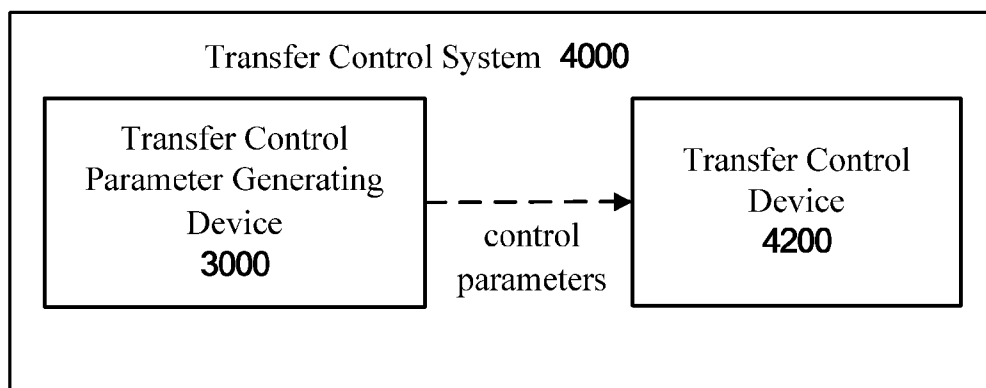 Transfer Control System 4000
Transfer Control
Parameter Generating
Device
3000
control
parameters
Transfer Control
Device
4200